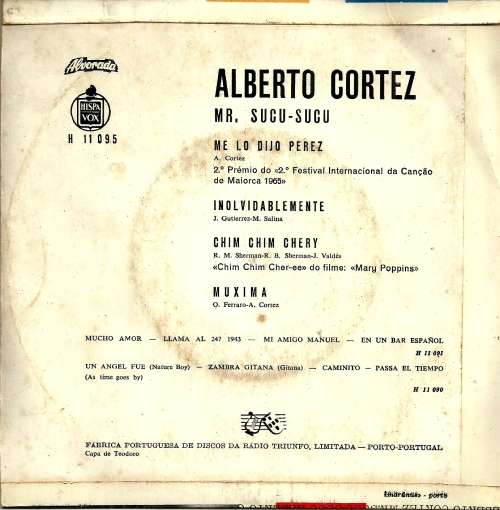 Alvorada
HISPA
VOX
H 11 095
ALBERTO CORTEZ
MR. SUCU-SUCU
ME LO DIJO PEREZ
A. Cortez
2.º Prémio do «2.º Festival Internacional da Canção
de Maiorca 1965»
INOLVIDABLEMENTE
J. Gutierrez-M. Salina
CHIM CHIM CHERY
R. M. Sherman-R. B. Sherman-J. Valdés
«Chim Chim Cher-ee» do filme: «Mary Poppins»
MUXIMA
O. Ferraro-A. Cortez
MUCHO AMOR — LLAMA AL 247 1943 — MI AMIGO MANUEL — EN UN BAR ESPAÑOL
H 11 091
UN ANGEL FUE (Nature Boy) — ZAMBRA GITANA (Gitana) — CAMINITO — PASSA EL TIEMPO
(As time goes by)
H 11 090
FÁBRICA PORTUGUESA DE DISCOS DA RÁDIO TRIUNFO, LIMITADA — PORTO-PORTUGAL
Capa de Teodoro